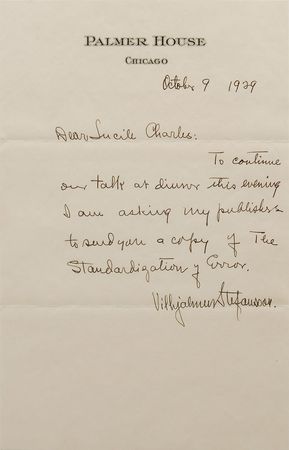 PALMER HOUSE
CHICAGO
October 9 1929
Dear Lucile Charles:
To continue
our talk at dinner this evening
I am asking my publishers
to send you a copy of The
Standardization of Error.
Vilhjalmur Stefansson.